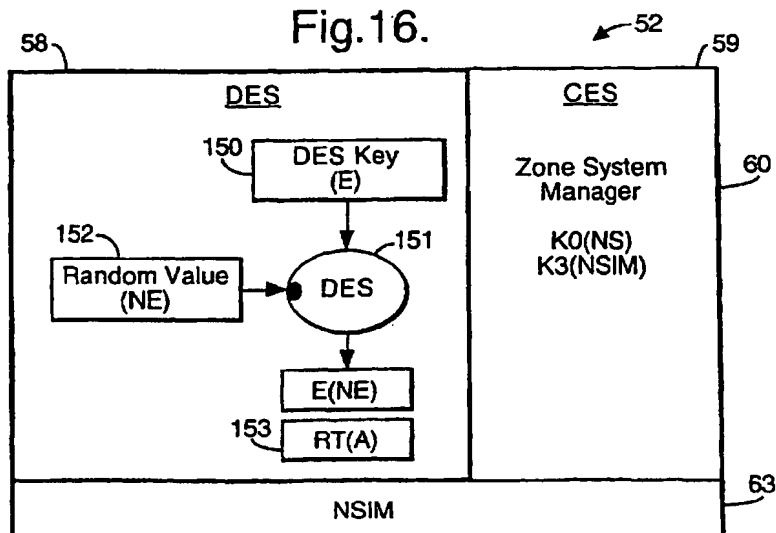 Fig.16.
52
58
59
DES
CES
150
DES Key
(E)
Zone System
Manager
60
152
151
Random Value
(NE)
DES
K0(NS)
K3(NSIM)
E(NE)
153
RT(A)
63
NSIM